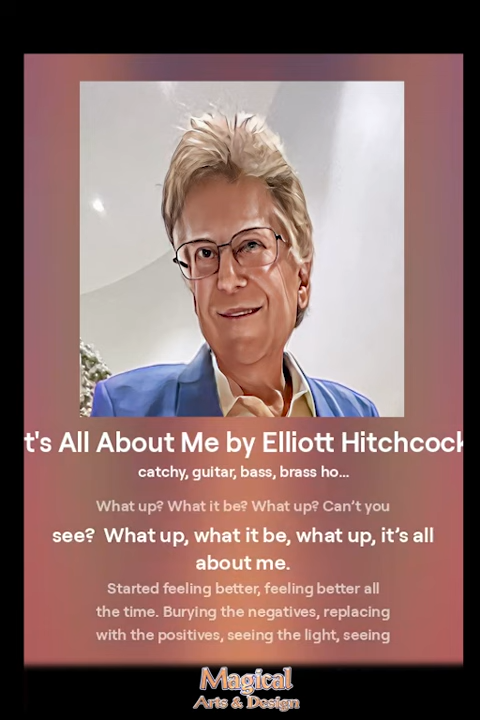 t's All About Me by Elliott Hitchcock
catchy, guitar, bass, brass ho...
What up? What it be? What up? Can’t you
see?  What up, what it be, what up, it’s all
about me.
Started feeling better, feeling better all
the time. Burying the negatives, replacing
with the positives, seeing the light, seeing
Magical
Arts & Design